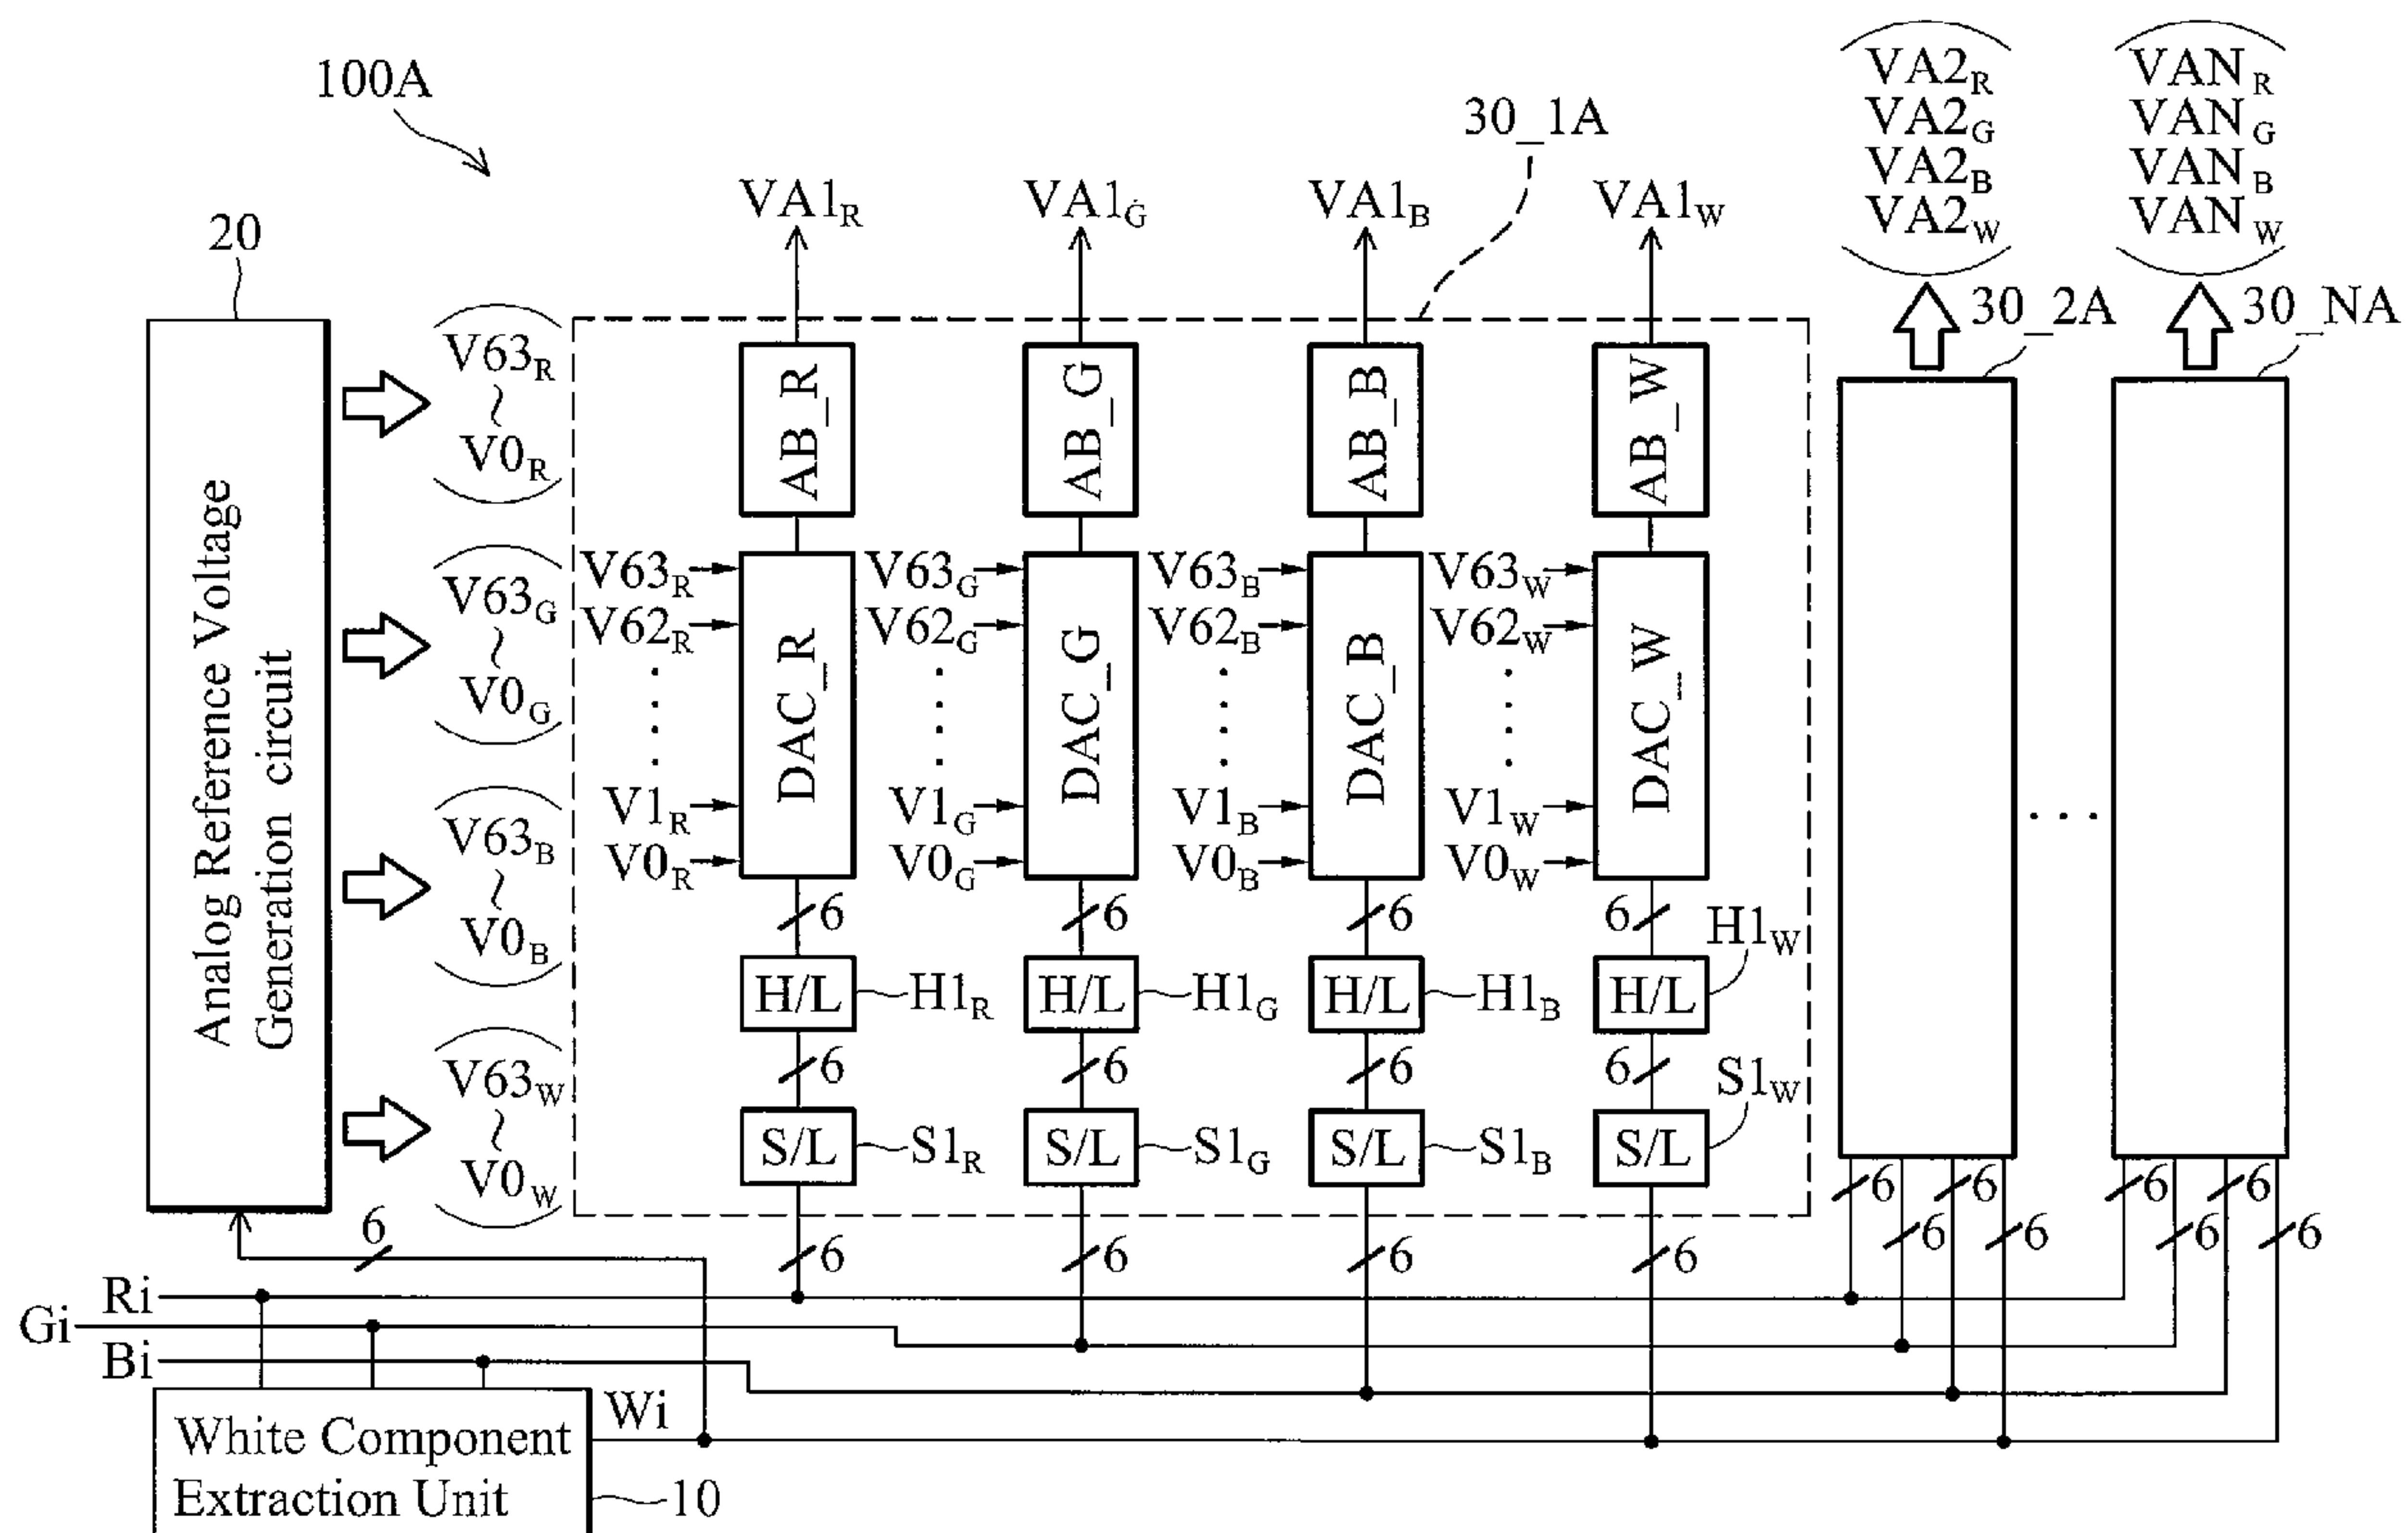 100A
20
Analog Reference Voltage
Generation circuit
V63R
~
V0R
V63G
~
V0G
V63B
~
V0B
V63W
~
V0W
30_1A
VA1R
VA1G
VA1B
VA1W
VA2R
VA2G
VA2B
VA2W
VANR
VANG
VANB
VANW
30_2A
30_NA
AB_R
AB_G
AB_B
AB_W
V63R
V62R
V1R
V0R
DAC_R
V63G
V62G
V1G
V0G
DAC_G
V63B
V62B
V1B
V0B
DAC_B
V63W
V62W
V1W
V0W
DAC_W
. . .
6 6 6 6
H/L H1R
H/L H1G
H/L H1B
H/L H1W
6 6 6 6
S/L S1R
S/L S1G
S/L S1B
S/L S1W
6 6 6 6 6
6 6 6 6
6 6 6 6
Ri
Gi
Bi
Wi
White Component
Extraction Unit
10